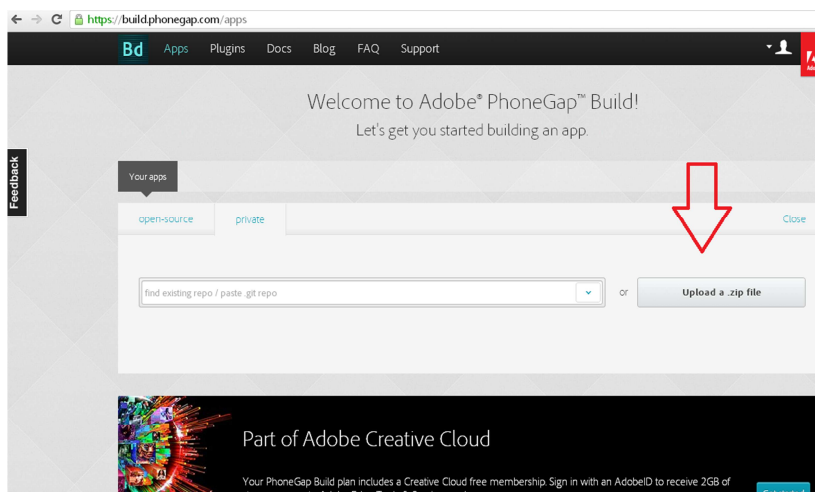 https://build.phonegap.com/apps
Bd Apps Plugins Docs Blog FAQ Support
Adobe
Welcome to Adobe® PhoneGap™ Build!
Let's get you started building an app.
Feedback
Your apps
open-source private Close
find existing repo / paste .git repo or Upload a .zip file
Part of Adobe Creative Cloud
Your PhoneGap Build plan includes a Creative Cloud free membership. Sign in with an AdobeID to receive 2GB of